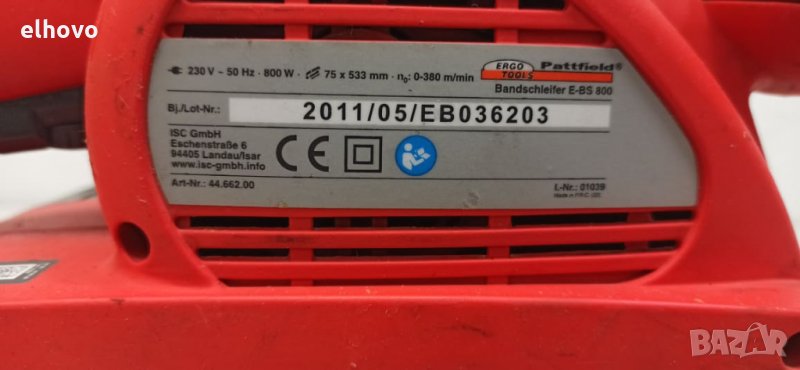 elhovo
230 V ~ 50 Hz · 800 W · 75 x 533 mm · n₀: 0-380 m/min
ERGO TOOLS Pattfield®
Bandschleifer E-BS 800
Bj./Lot-Nr.: 2011/05/EB036203
ISC GmbH
Eschenstraße 6
94405 Landau/Isar
www.isc-gmbh.info
CE
Art-Nr.: 44.662.00
I.-Nr.: 01039
Made in P.R.C.
BAZAR